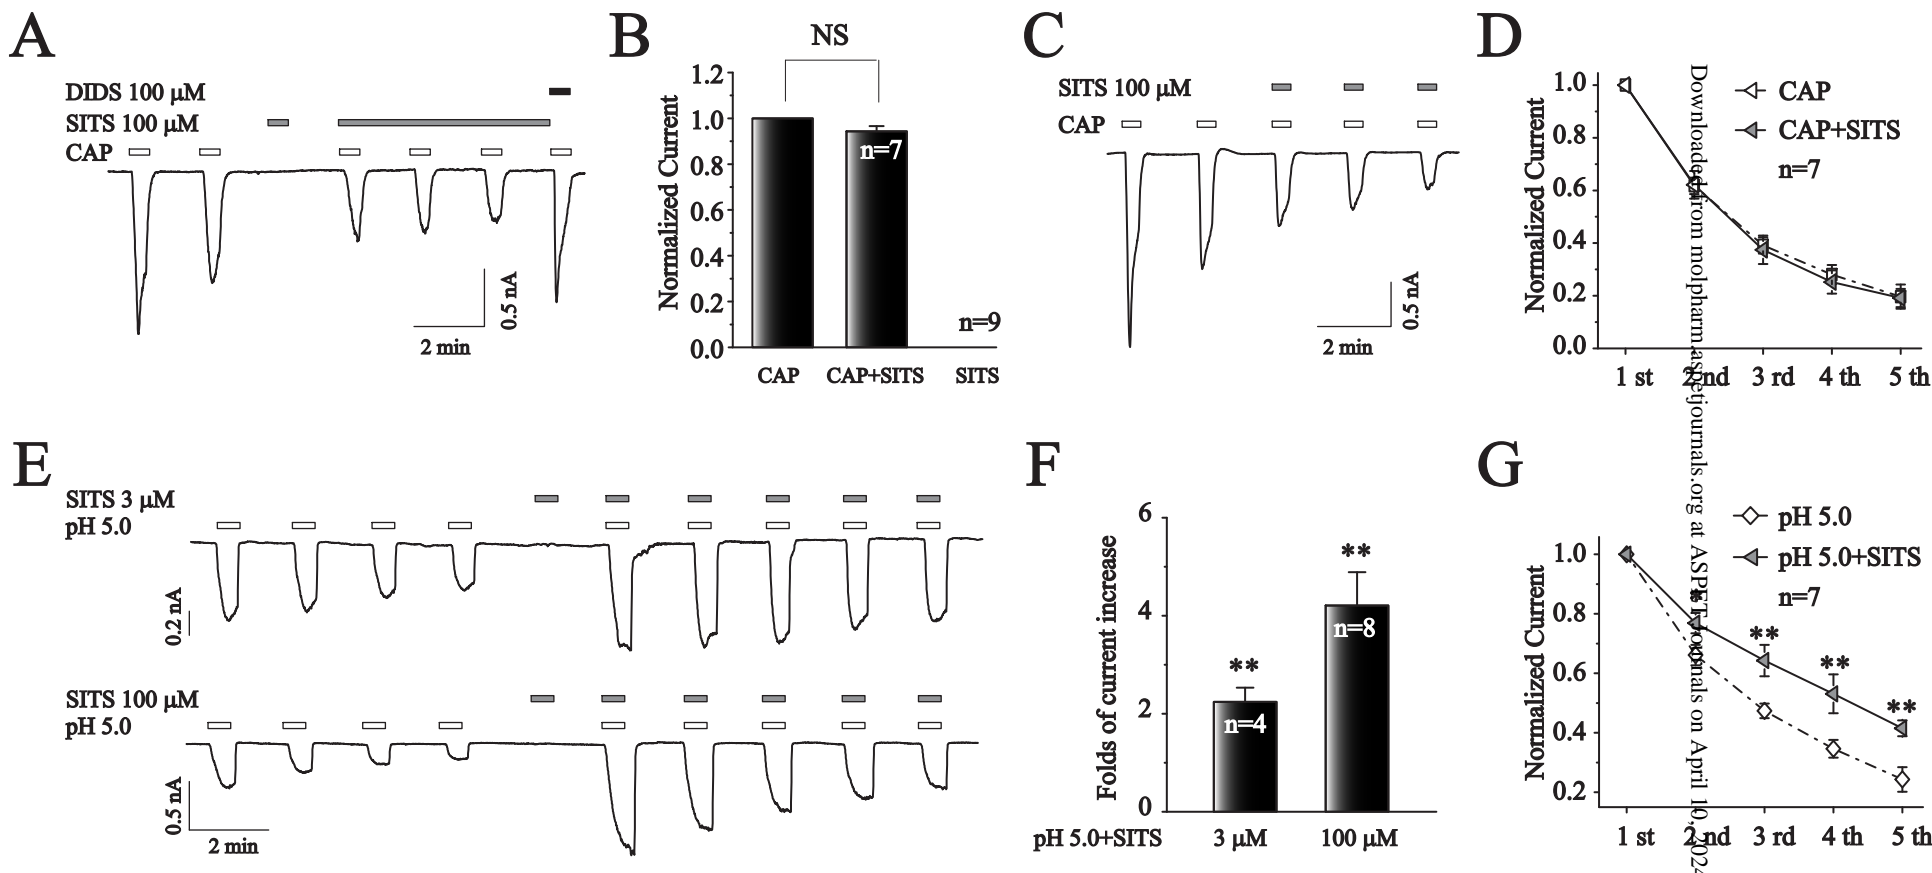 A
DIDS 100 μM
SITS 100 μM
CAP
0.5 nA
2 min
B
NS
Normalized Current
1.2
1.0
0.8
0.6
0.4
0.2
0.0
n=7
n=9
CAP
CAP+SITS
SITS
C
SITS 100 μM
CAP
0.5 nA
2 min
D
Normalized Current
1.0
0.8
0.6
0.4
0.2
0.0
CAP
CAP+SITS
n=7
1 st
2 nd
3 rd
4 th
5 th
E
SITS 3 μM
pH 5.0
0.2 nA
SITS 100 μM
pH 5.0
0.5 nA
2 min
F
Folds of current increase
6
4
2
0
**
n=4
**
n=8
pH 5.0+SITS
3 μM
100 μM
G
Normalized Current
1.0
0.8
0.6
0.4
0.2
pH 5.0
pH 5.0+SITS
n=7
*
**
**
**
1 st
2 nd
3 rd
4 th
5 th
Downloaded from molpharm.aspetjournals.org at ASPET Journals on April 10, 2024